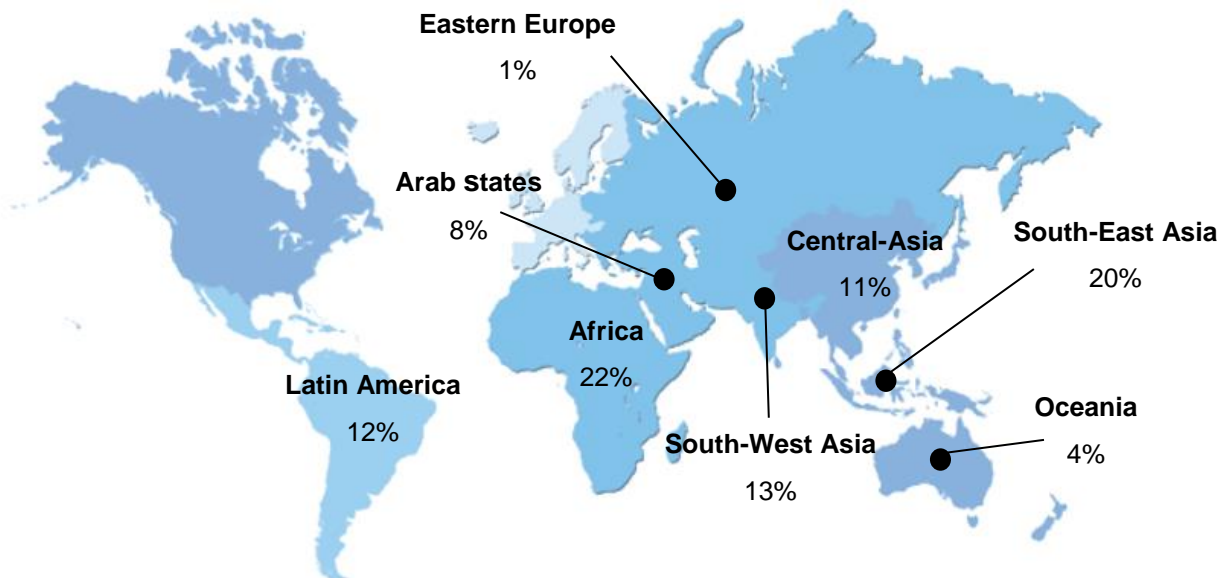 Eastern Europe
1%
Arab states
8%
Central-Asia
11%
South-East Asia
20%
Africa
22%
Latin America
12%
South-West Asia
13%
Oceania
4%